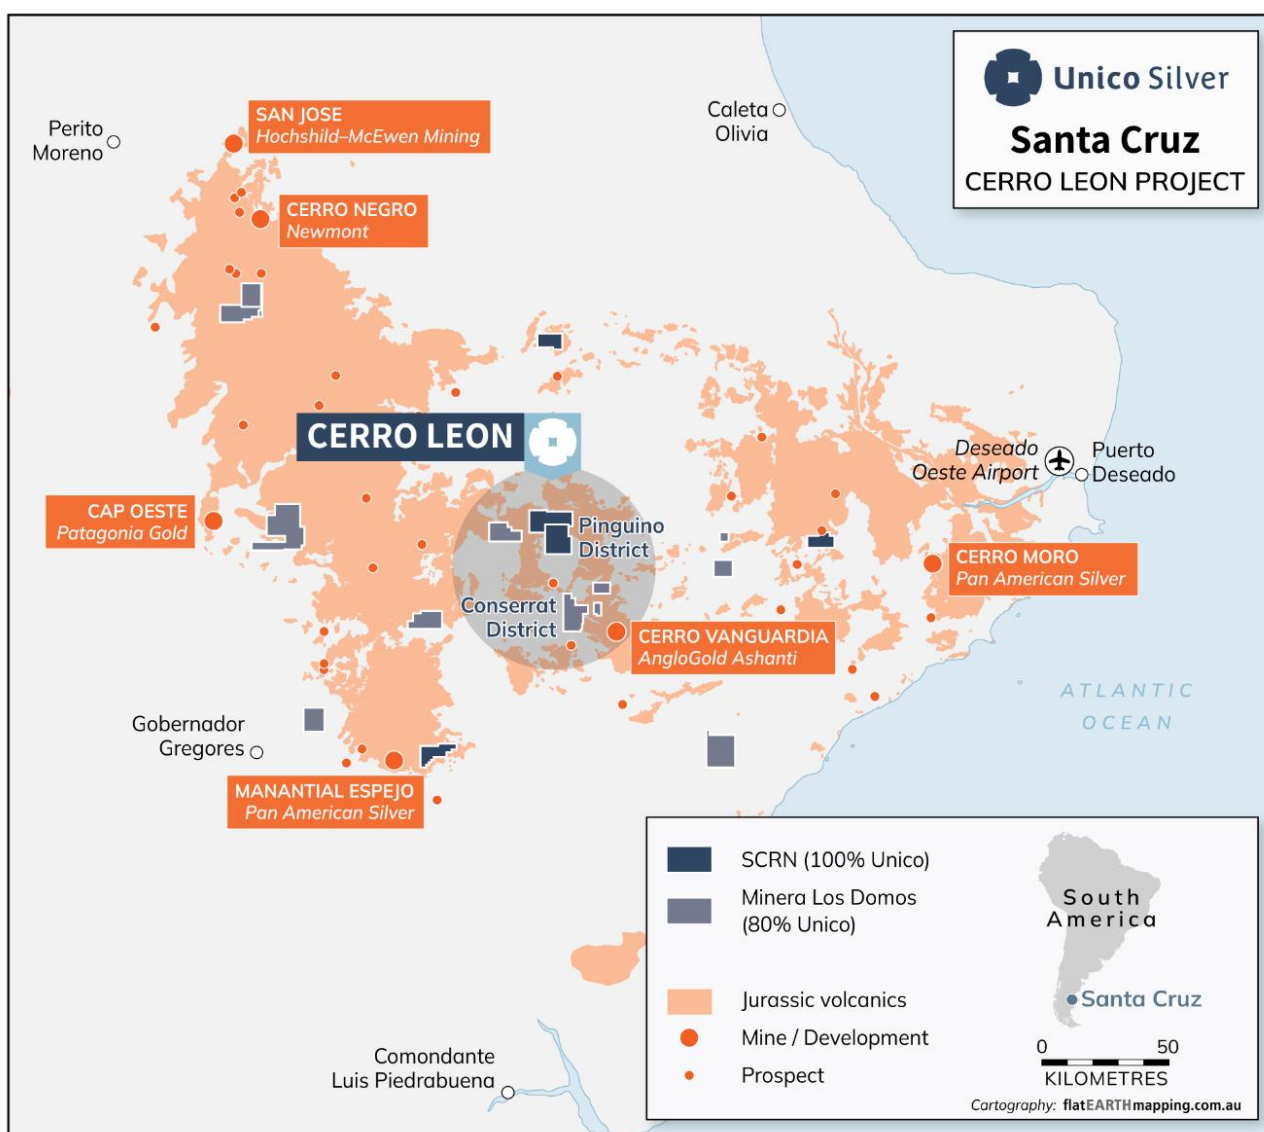 Unico Silver
Santa Cruz
CERRO LEON PROJECT
Perito
Moreno
SAN JOSE
Hochshild–McEwen Mining
Caleta
Olivia
CERRO NEGRO
Newmont
CERRO LEON
Deseado
Oeste Airport
Puerto
Deseado
CAP OESTE
Patagonia Gold
Pinguino
District
CERRO MORO
Pan American Silver
Conserrat
District
CERRO VANGUARDIA
AngloGold Ashanti
ATLANTIC
OCEAN
Gobernador
Gregores
MANANTIAL ESPEJO
Pan American Silver
Comondante
Luis Piedrabuena
SCRN (100% Unico)
Minera Los Domos
(80% Unico)
Jurassic volcanics
Mine / Development
Prospect
South
America
Santa Cruz
0 50
KILOMETRES
Cartography: flatEARTHmapping.com.au